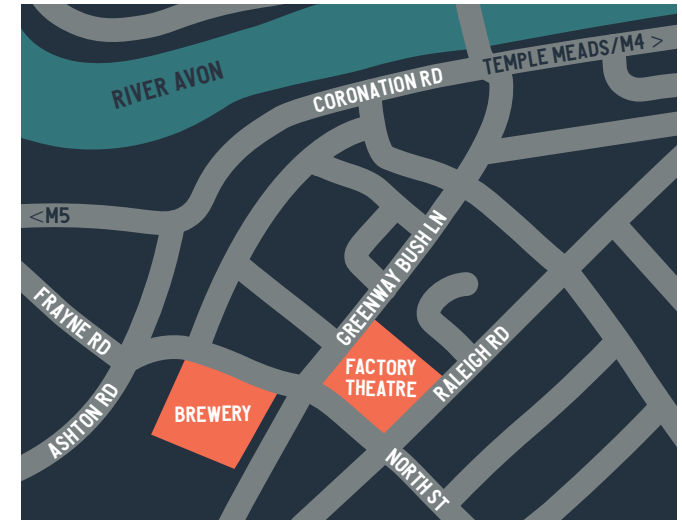 TEMPLE MEADS/M4 >
RIVER AVON
CORONATION RD
<M5
GREENWAY BUSH LN
FRAYNE RD
FACTORY
THEATRE
RALEIGH RD
ASHTON RD
BREWERY
NORTH ST